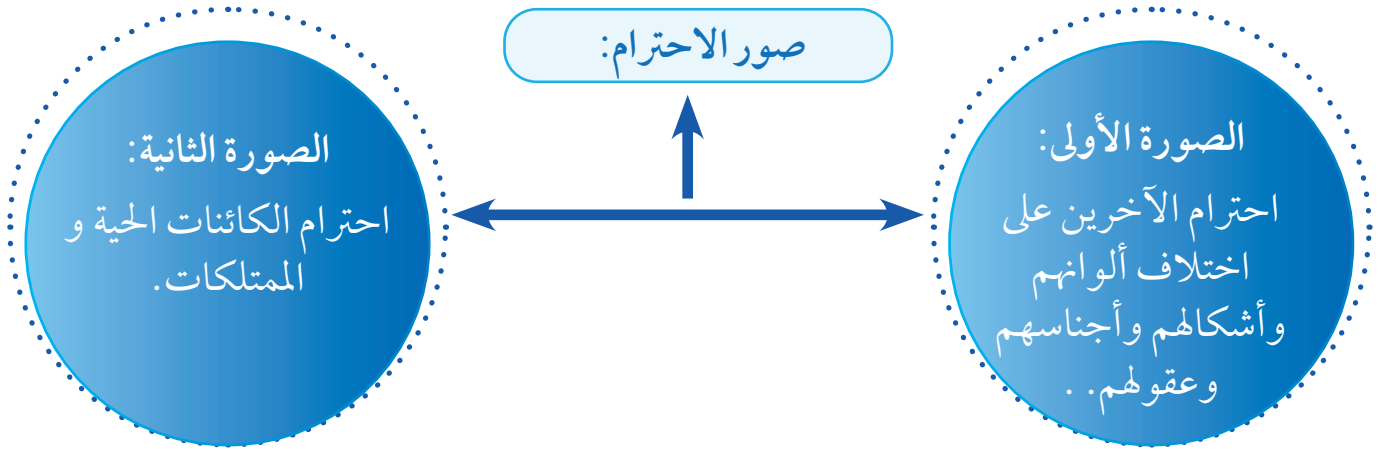 صور الاحترام:
الصورة الأولى:
احترام الآخرين على
اختلاف ألوانهم
وأشكالهم وأجناسهم
وعقولهم..
الصورة الثانية:
احترام الكائنات الحية و
الممتلكات.